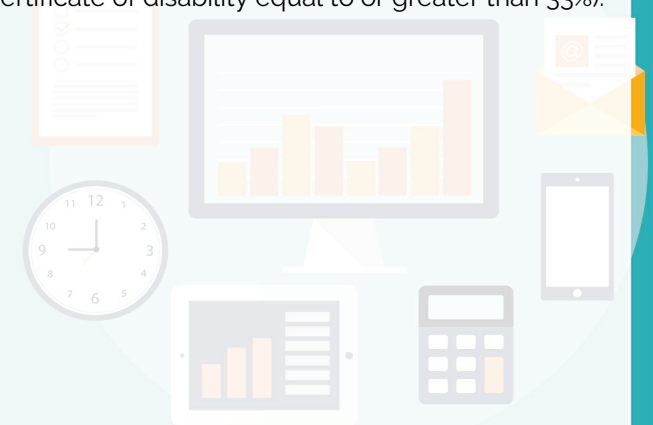 ertificate of disability equal to or greater than 33%).
@
11 12 1
10 2
9 3
8 4
7 6 5